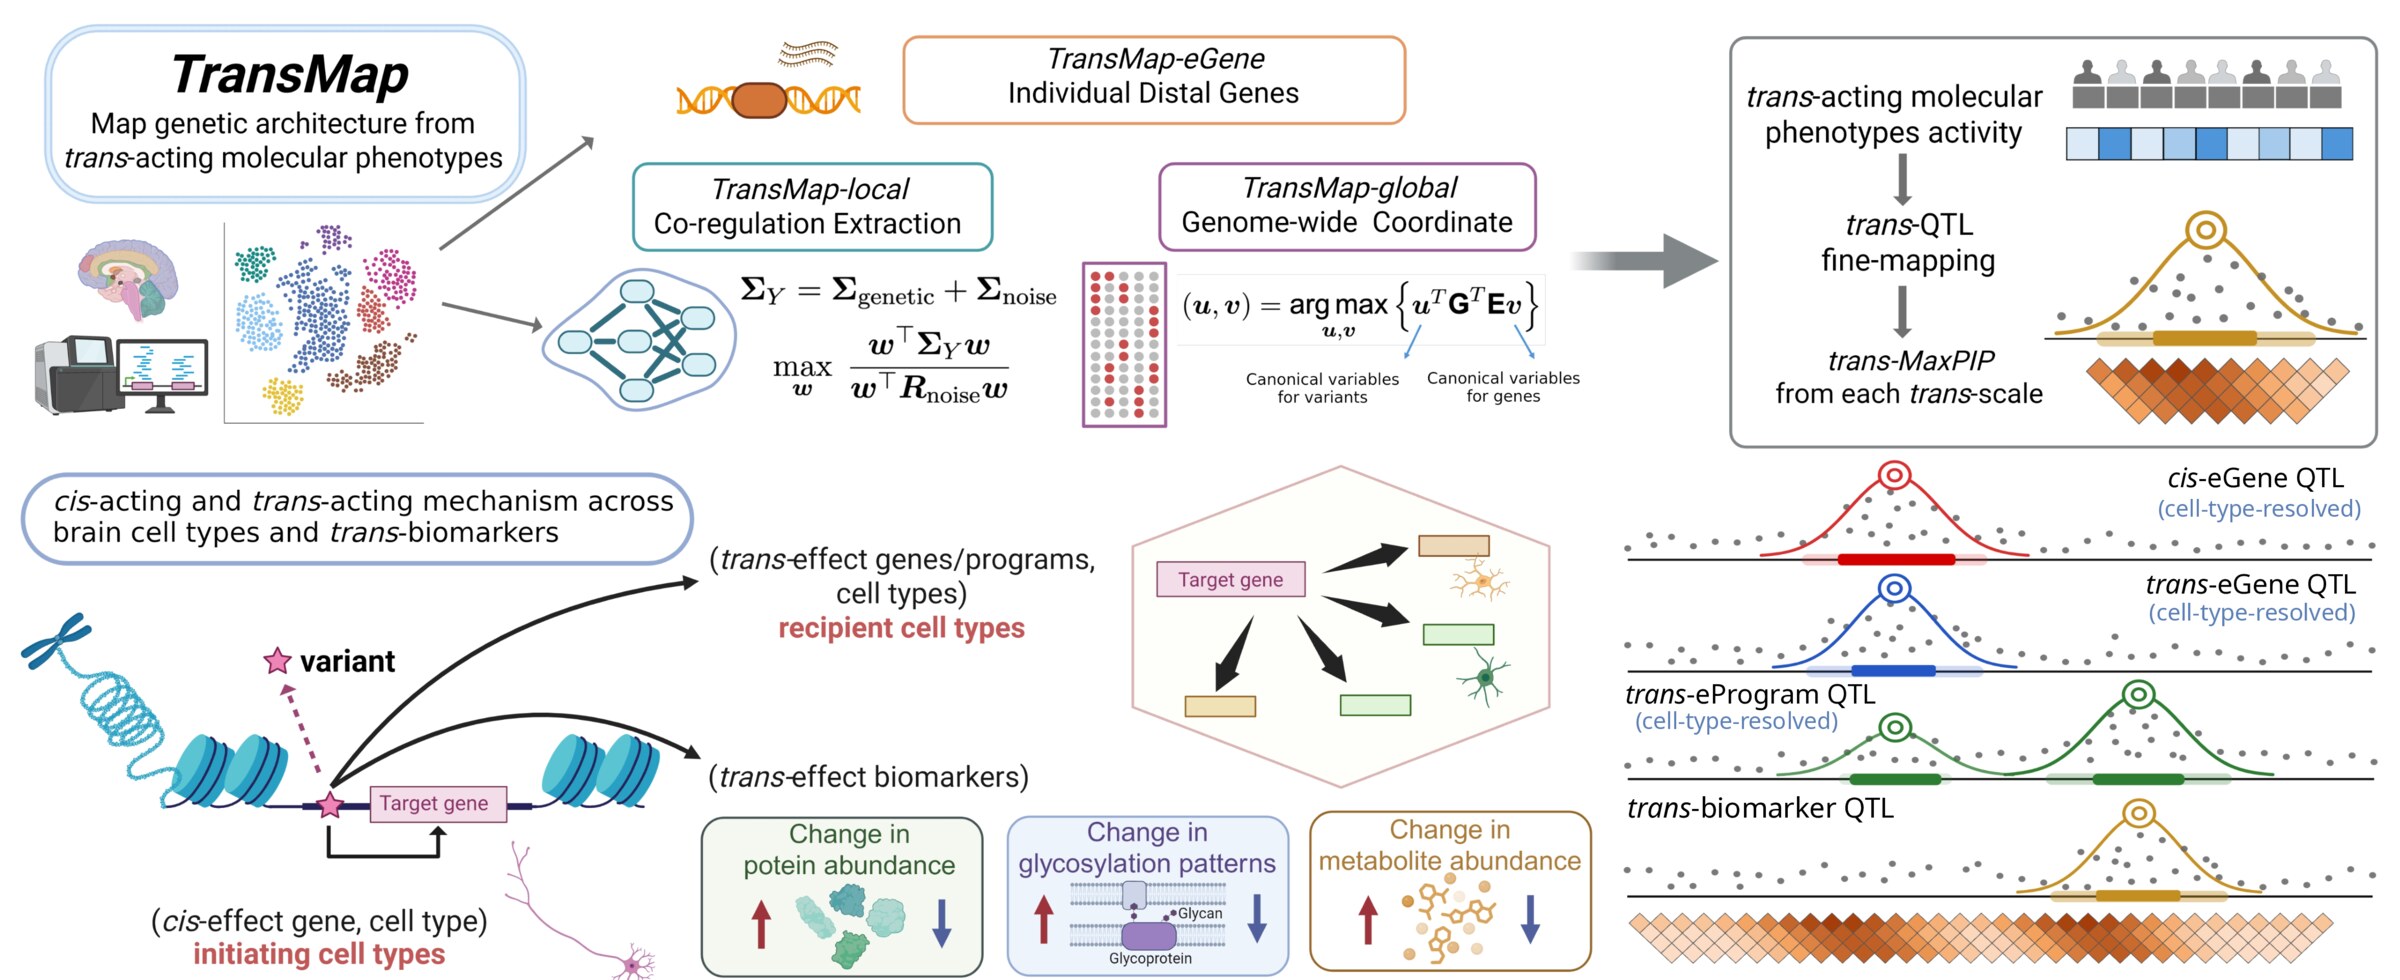 TransMap
Map genetic architecture from
trans-acting molecular phenotypes
TransMap-eGene
Individual Distal Genes
TransMap-local
Co-regulation Extraction
Σ_Y = Σ_genetic + Σ_noise
max_w w^⊤Σ_Y w / w^⊤R_noise w
TransMap-global
Genome-wide Coordinate
(u, v) = arg max_{u,v} {u^T G^T E v}
Canonical variables
for variants
Canonical variables
for genes
trans-acting molecular
phenotypes activity
trans-QTL
fine-mapping
trans-MaxPIP
from each trans-scale
cis-acting and trans-acting mechanism across
brain cell types and trans-biomarkers
variant
Target gene
(cis-effect gene, cell type)
initiating cell types
(trans-effect genes/programs,
cell types)
recipient cell types
(trans-effect biomarkers)
Target gene
Change in
potein abundance
Change in
glycosylation patterns
Glycan
Glycoprotein
Change in
metabolite abundance
cis-eGene QTL
(cell-type-resolved)
trans-eGene QTL
(cell-type-resolved)
trans-eProgram QTL
(cell-type-resolved)
trans-biomarker QTL